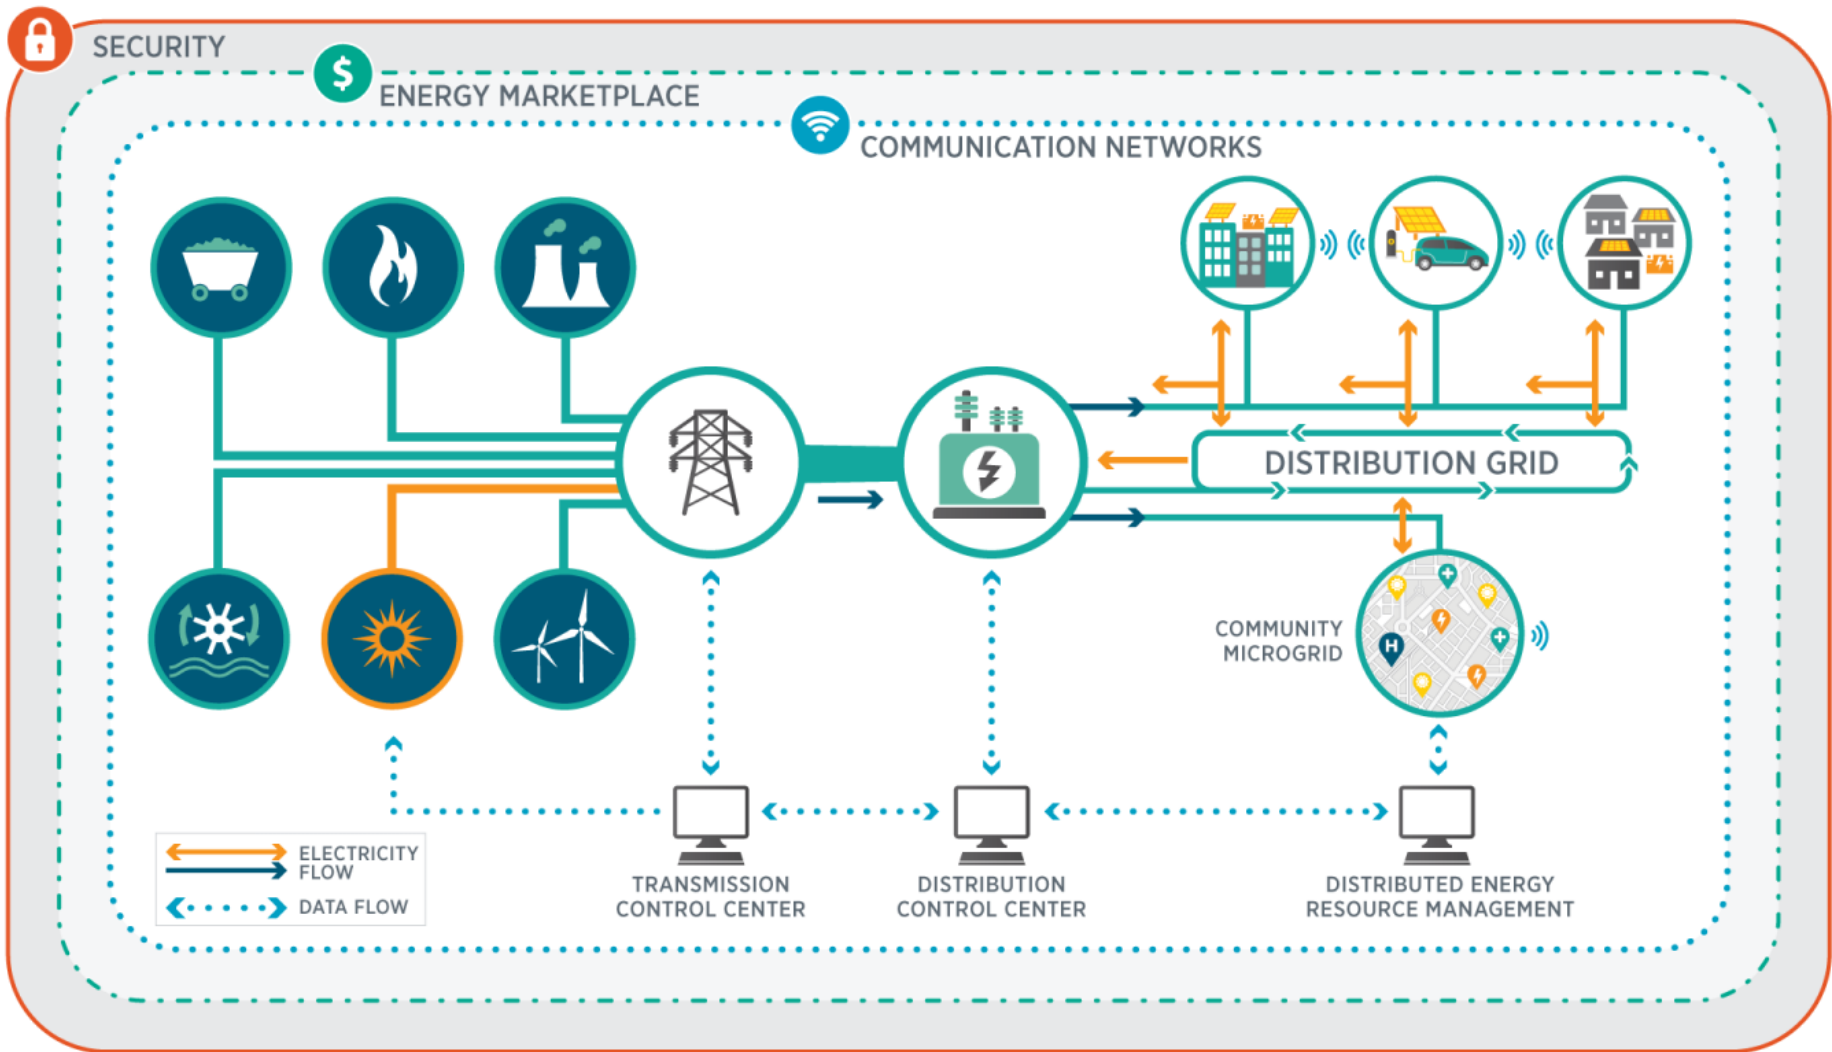 SECURITY
$
ENERGY MARKETPLACE
COMMUNICATION NETWORKS
DISTRIBUTION GRID
COMMUNITY
MICROGRID
H
ELECTRICITY
FLOW
DATA FLOW
TRANSMISSION
CONTROL CENTER
DISTRIBUTION
CONTROL CENTER
DISTRIBUTED ENERGY
RESOURCE MANAGEMENT